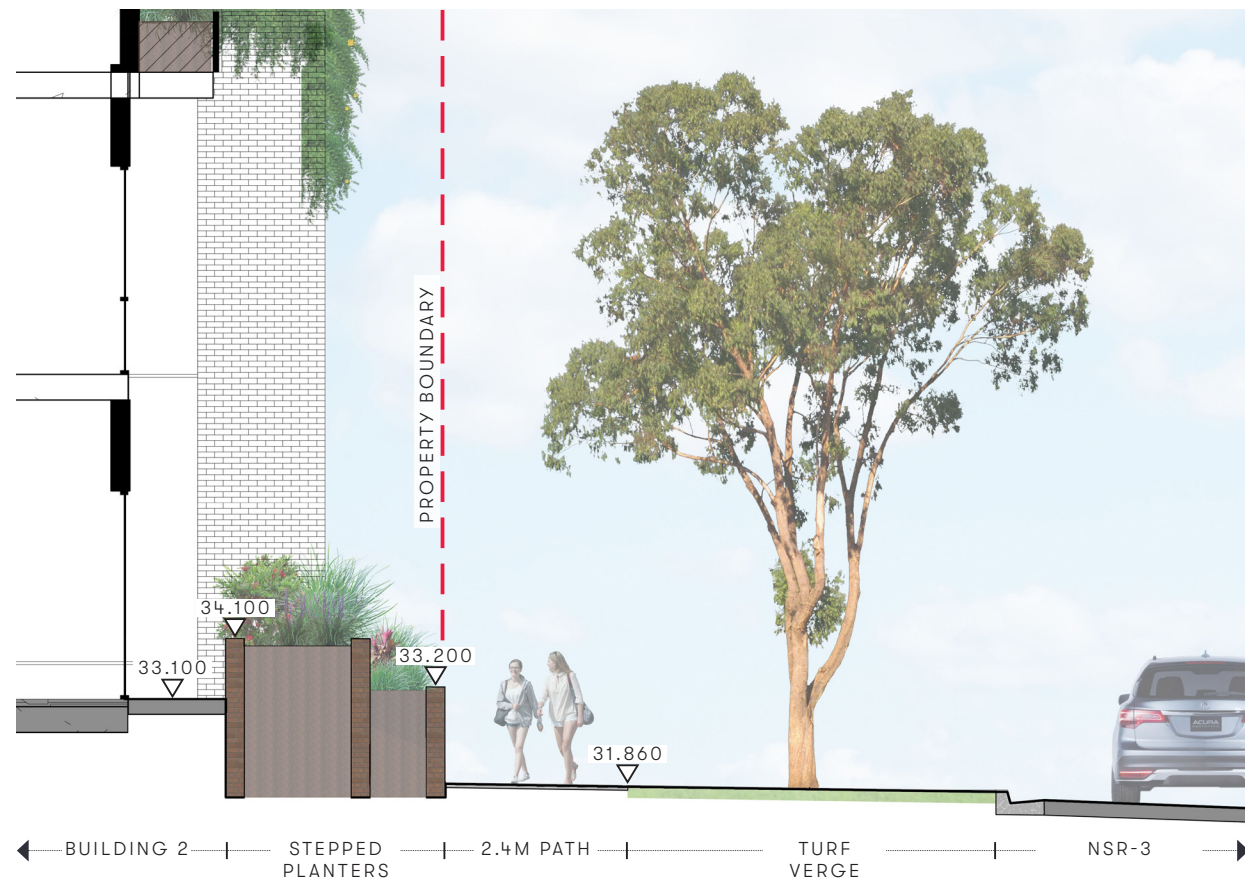 PROPERTY BOUNDARY
34.100
33.100
33.200
31.860
ACURA
BUILDING 2
STEPPED
PLANTERS
2.4M PATH
TURF
VERGE
NSR-3